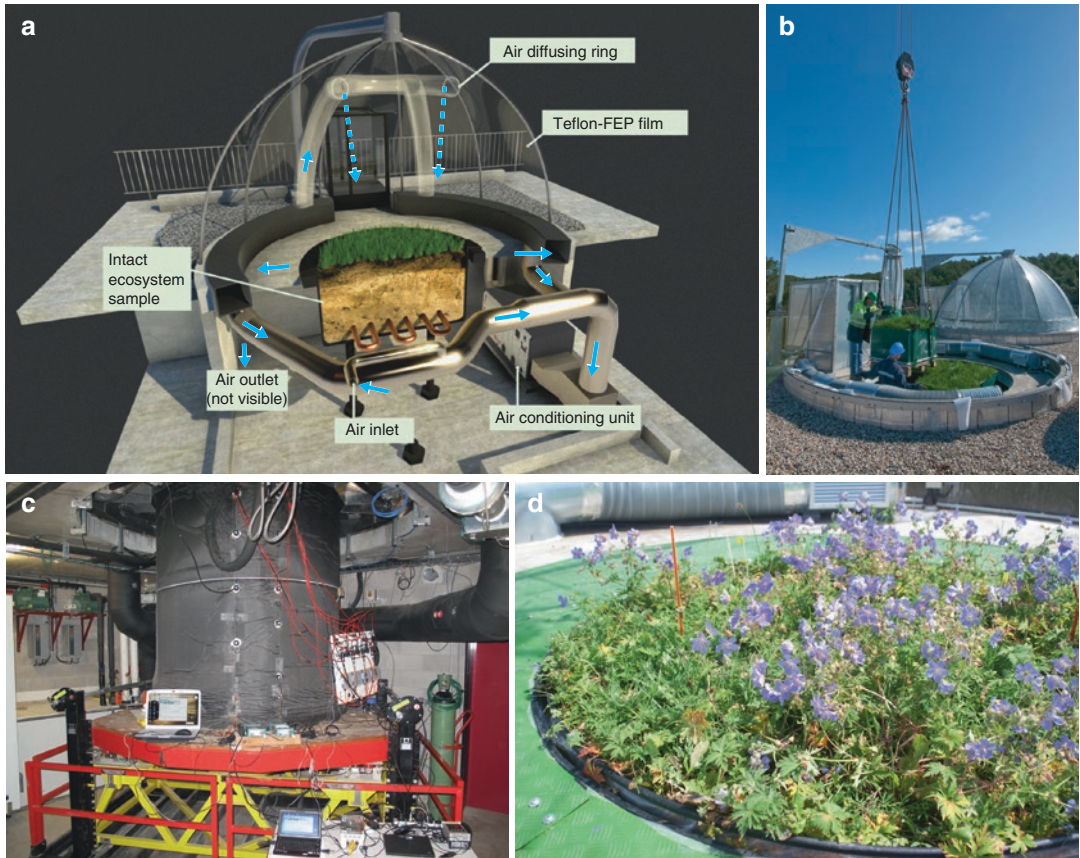 a
Air diffusing ring
Teflon-FEP film
Intact
ecosystem
sample
Air outlet
(not visible)
Air inlet
Air conditioning unit
b
c
d